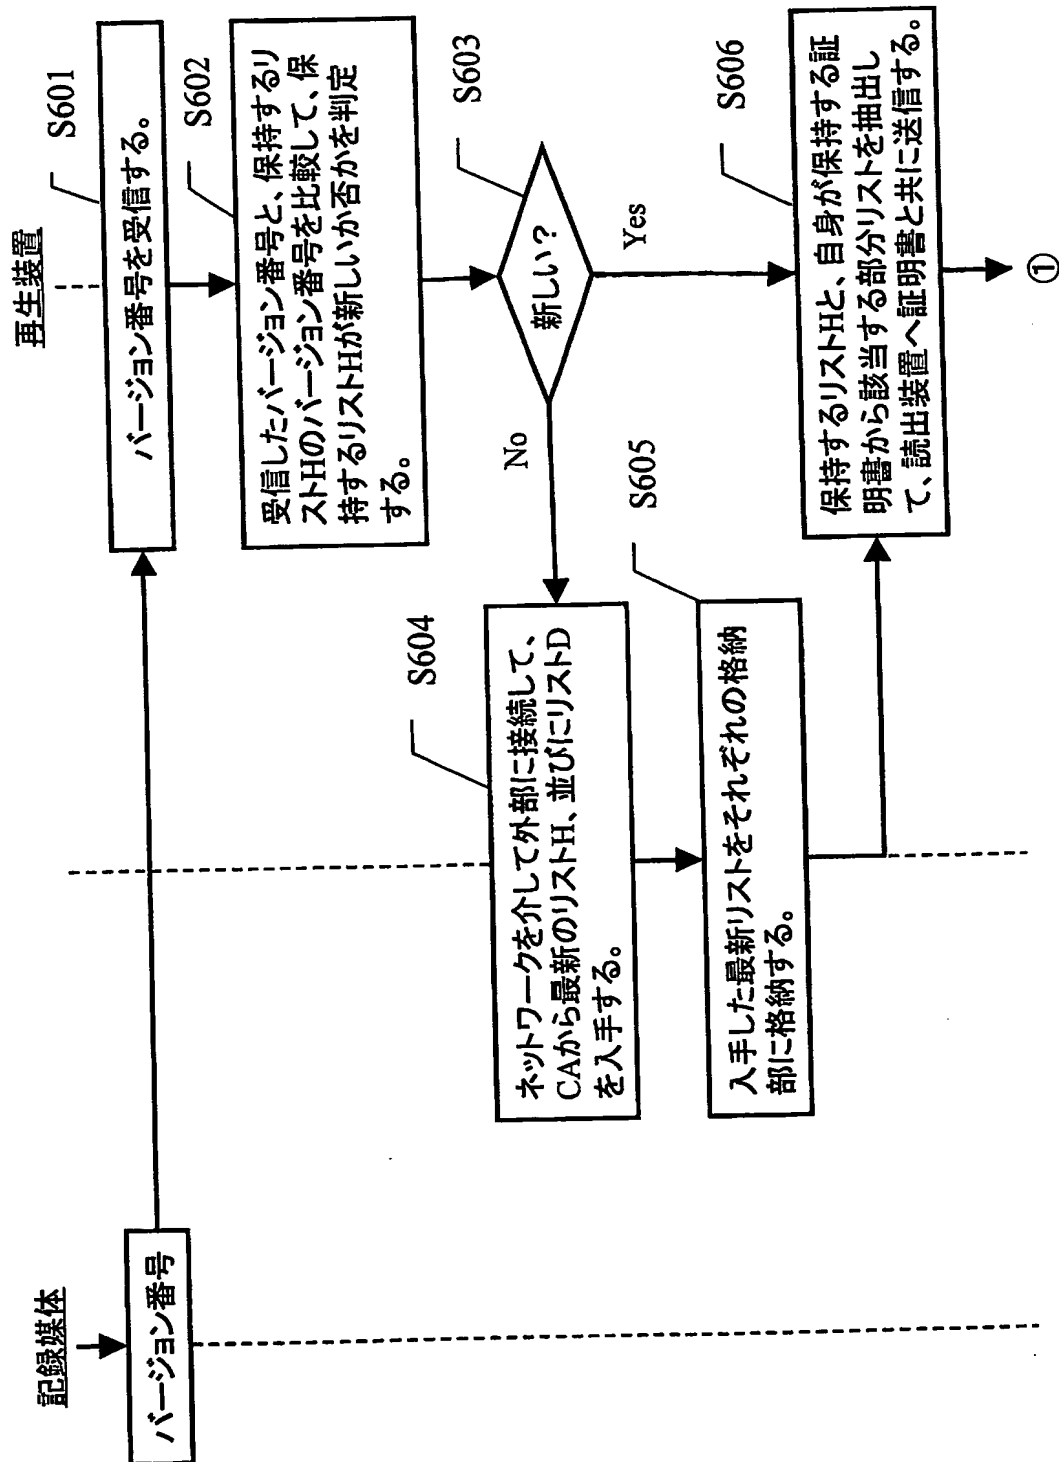 記録媒体
再生装置
バージョン番号
S601
バージョン番号を受信する。
S602
受信したバージョン番号と、保持するリ
ストHのバージョン番号を比較して、保
持するリストHが新しいか否かを判定
する。
S603
新しい?
No
Yes
S604
ネットワークを介して外部に接続して、
CAから最新のリストH、並びにリストD
を入手する。
S605
入手した最新リストをそれぞれの格納
部に格納する。
S606
保持するリストHと、自身が保持する証
明書から該当する部分リストを抽出し
て、読出装置へ証明書と共に送信する。
①